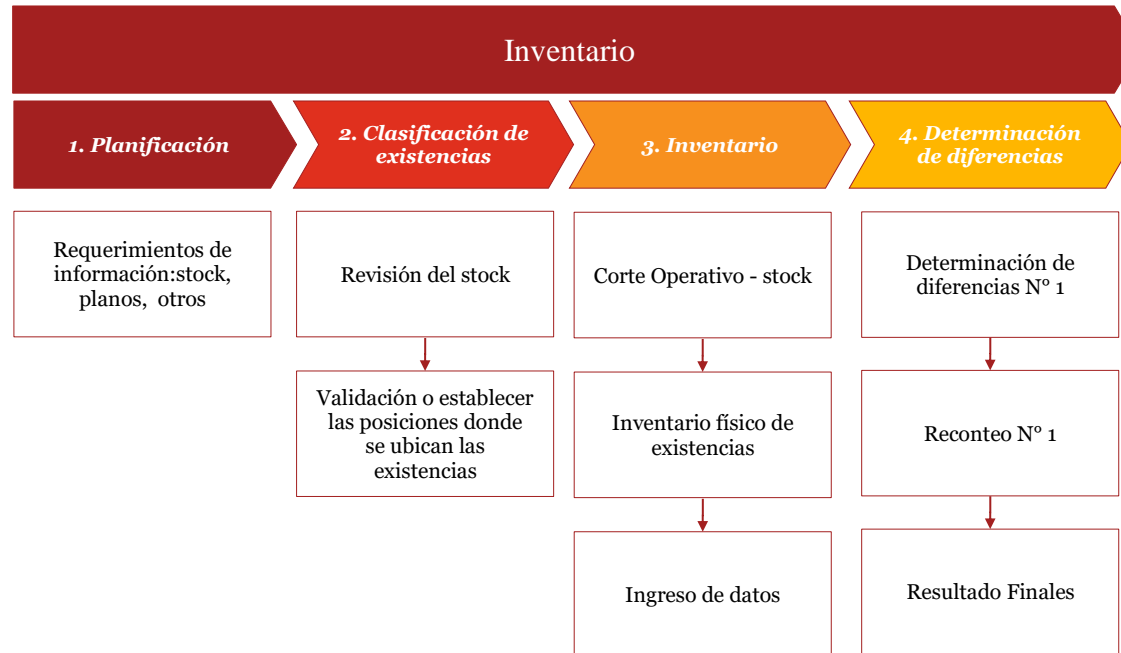 Inventario
1. Planificación
2. Clasificación de
existencias
3. Inventario
4. Determinación
de diferencias
Requerimientos de
información:stock,
planos, otros
Revisión del stock
Validación o establecer
las posiciones donde
se ubican las
existencias
Corte Operativo - stock
Inventario físico de
existencias
Ingreso de datos
Determinación de
diferencias N° 1
Reconteo N° 1
Resultado Finales